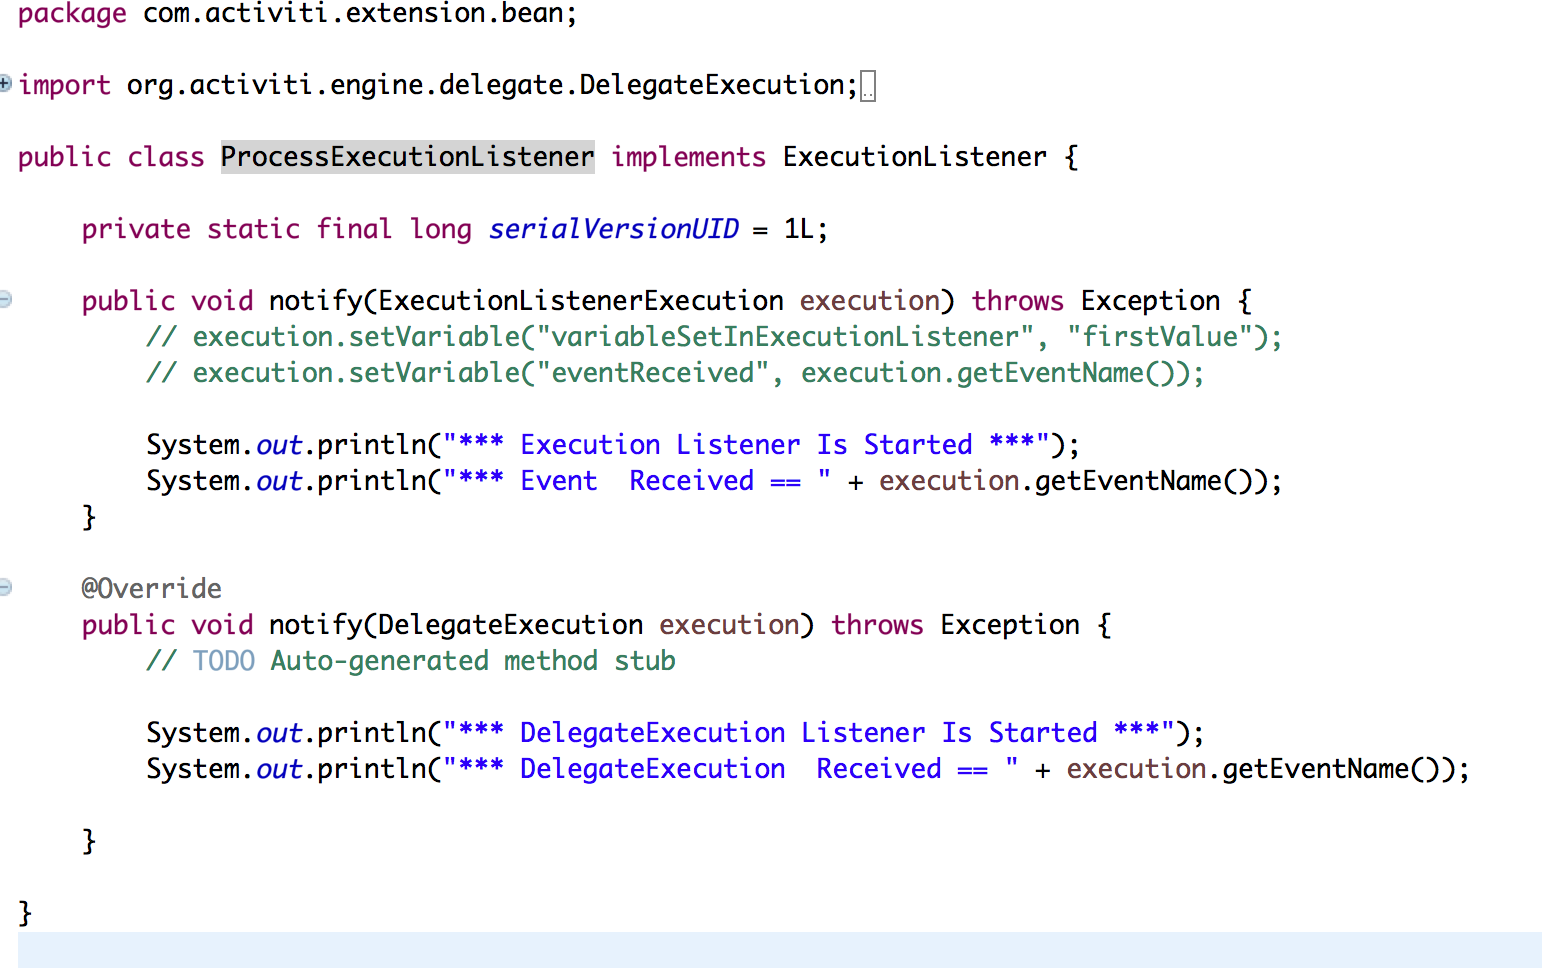 package com.activiti.extension.bean;
import org.activiti.engine.delegate.DelegateExecution;
public class ProcessExecutionListener implements ExecutionListener {
private static final long serialVersionUID = 1L;
public void notify(ExecutionListenerExecution execution) throws Exception {
// execution.setVariable("variableSetInExecutionListener", "firstValue");
// execution.setVariable("eventReceived", execution.getEventName());
System.out.println("*** Execution Listener Is Started ***");
System.out.println("*** Event  Received == " + execution.getEventName());
}
@Override
public void notify(DelegateExecution execution) throws Exception {
// TODO Auto-generated method stub
System.out.println("*** DelegateExecution Listener Is Started ***");
System.out.println("*** DelegateExecution  Received == " + execution.getEventName());
}
}